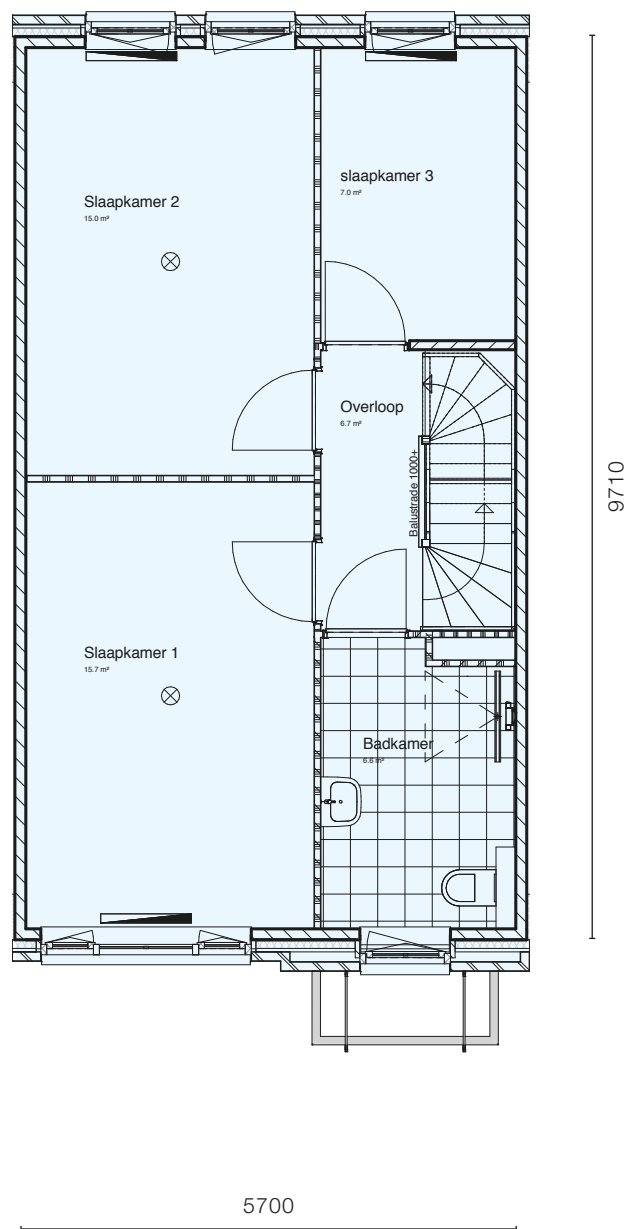 Slaapkamer 2
15.0 m²
slaapkamer 3
7.0 m²
Overloop
6.7 m²
Balustrade 1000+
9710
Slaapkamer 1
15.7 m²
Badkamer
6.6 m²
5700